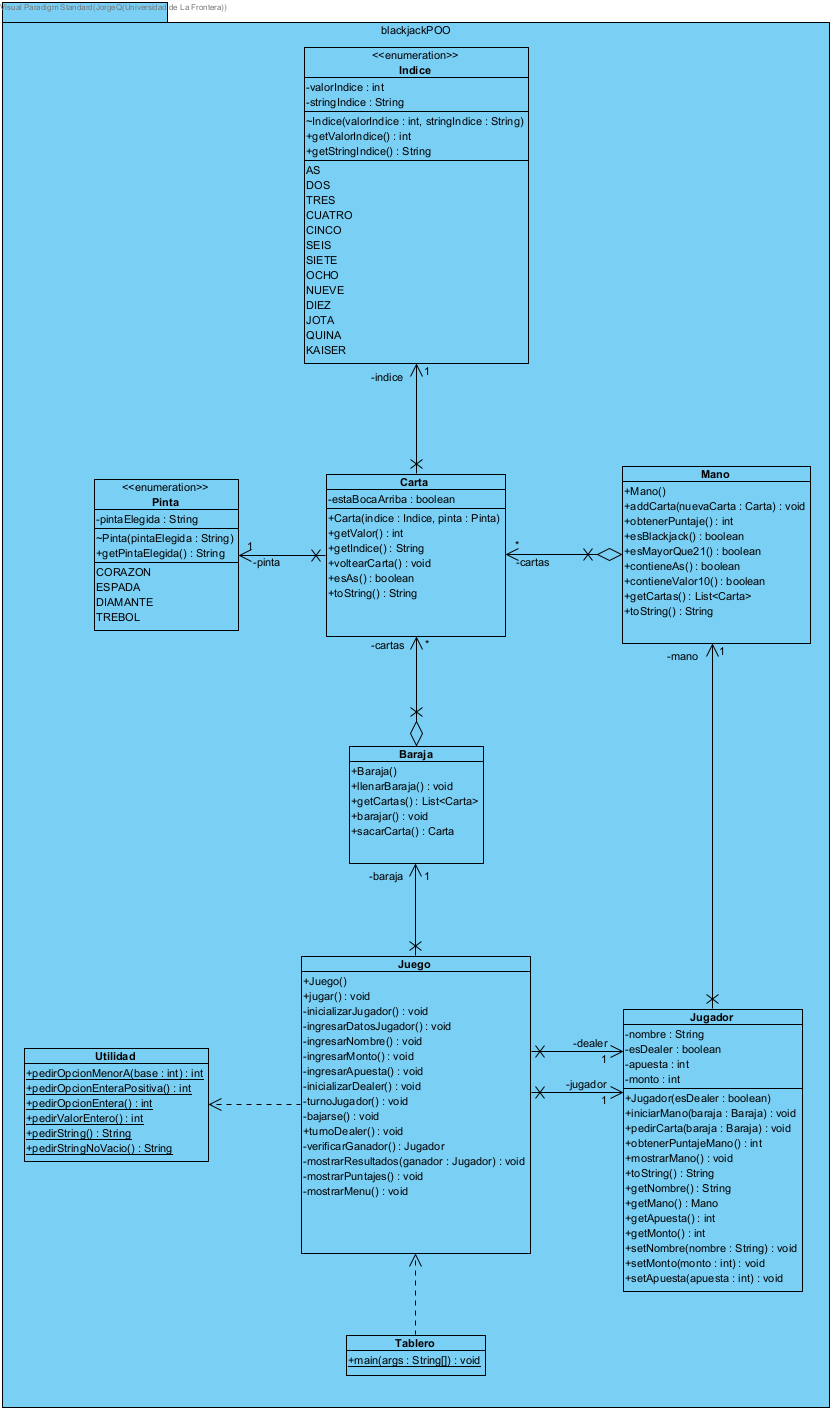 Visual Paradigm Standard(JorgeQ(Universidad de La Frontera))
blackjackPOO
<<enumeration>>
Indice
-valorIndice : int
-stringIndice : String
~Indice(valorIndice : int, stringIndice : String)
+getValorIndice() : int
+getStringIndice() : String
AS
DOS
TRES
CUATRO
CINCO
SEIS
SIETE
OCHO
NUEVE
DIEZ
JOTA
QUINA
KAISER
-indice
1
<<enumeration>>
Pinta
-pintaElegida : String
~Pinta(pintaElegida : String)
+getPintaElegida() : String
CORAZON
ESPADA
DIAMANTE
TREBOL
1
-pinta
Carta
-estaBocaArriba : boolean
+Carta(indice : Indice, pinta : Pinta)
+getValor() : int
+getIndice() : String
+voltearCarta() : void
+esAs() : boolean
+toString() : String
*
-cartas
Mano
+Mano()
+addCarta(nuevaCarta : Carta) : void
+obtenerPuntaje() : int
+esBlackjack() : boolean
+esMayorQue21() : boolean
+contieneAs() : boolean
+contieneValor10() : boolean
+getCartas() : List<Carta>
+toString() : String
-cartas
*
-mano
1
Baraja
+Baraja()
+llenarBaraja() : void
+getCartas() : List<Carta>
+barajar() : void
+sacarCarta() : Carta
-baraja
1
Juego
+Juego()
+jugar() : void
-inicializarJugador() : void
-ingresarDatosJugador() : void
-ingresarNombre() : void
-ingresarMonto() : void
-ingresarApuesta() : void
-inicializarDealer() : void
-turnoJugador() : void
-bajarse() : void
+turnoDealer() : void
-verificarGanador() : Jugador
-mostrarResultados(ganador : Jugador) : void
-mostrarPuntajes() : void
-mostrarMenu() : void
-dealer
1
-jugador
1
Jugador
-nombre : String
-esDealer : boolean
-apuesta : int
-monto : int
+Jugador(esDealer : boolean)
+iniciarMano(baraja : Baraja) : void
+pedirCarta(baraja : Baraja) : void
+obtenerPuntajeMano() : int
+mostrarMano() : void
+toString() : String
+getNombre() : String
+getMano() : Mano
+getApuesta() : int
+getMonto() : int
+setNombre(nombre : String) : void
+setMonto(monto : int) : void
+setApuesta(apuesta : int) : void
Utilidad
+pedirOpcionMenorA(base : int) : int
+pedirOpcionEnteraPositiva() : int
+pedirOpcionEntera() : int
+pedirValorEntero() : int
+pedirString() : String
+pedirStringNoVacio() : String
Tablero
+main(args : String[]) : void